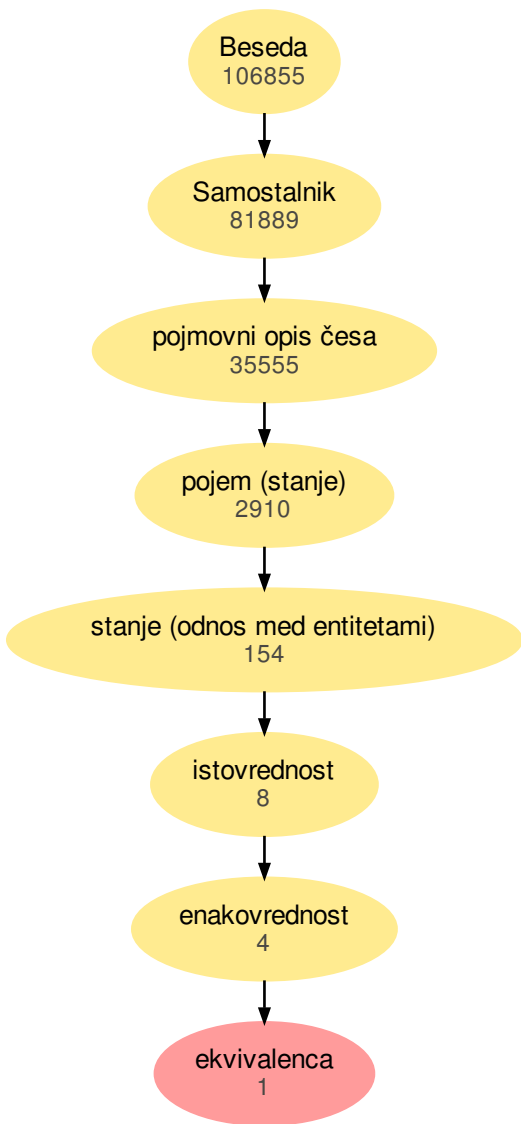 Beseda
106855
Samostalnik
81889
pojmovni opis česa
35555
pojem (stanje)
2910
stanje (odnos med entitetami)
154
istovrednost
8
enakovrednost
4
ekvivalenca
1